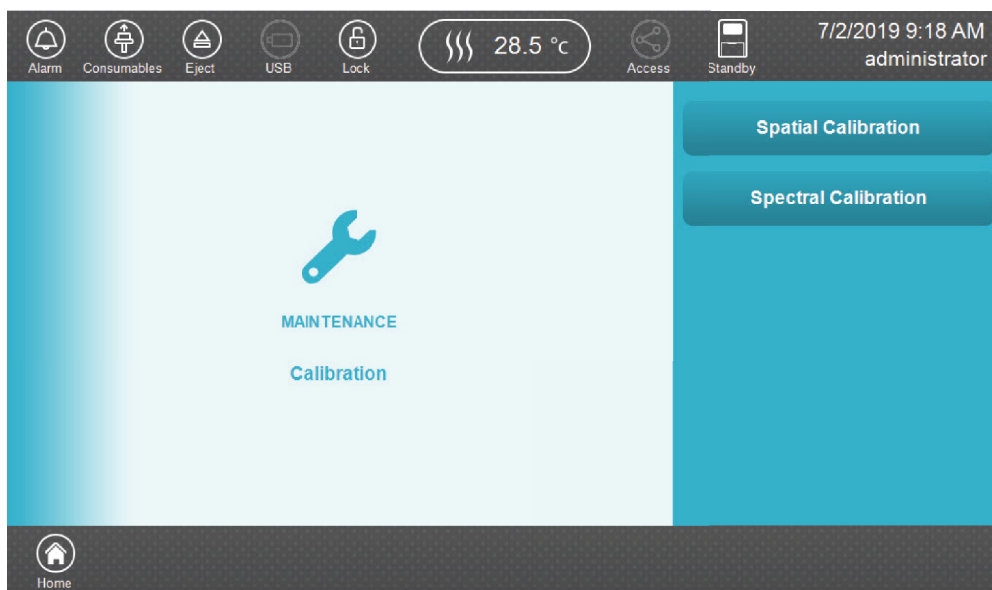 Alarm
Consumables
Eject
USB
Lock
28.5 °c
Access
Standby
7/2/2019 9:18 AM
administrator
Spatial Calibration
Spectral Calibration
MAINTENANCE
Calibration
Home